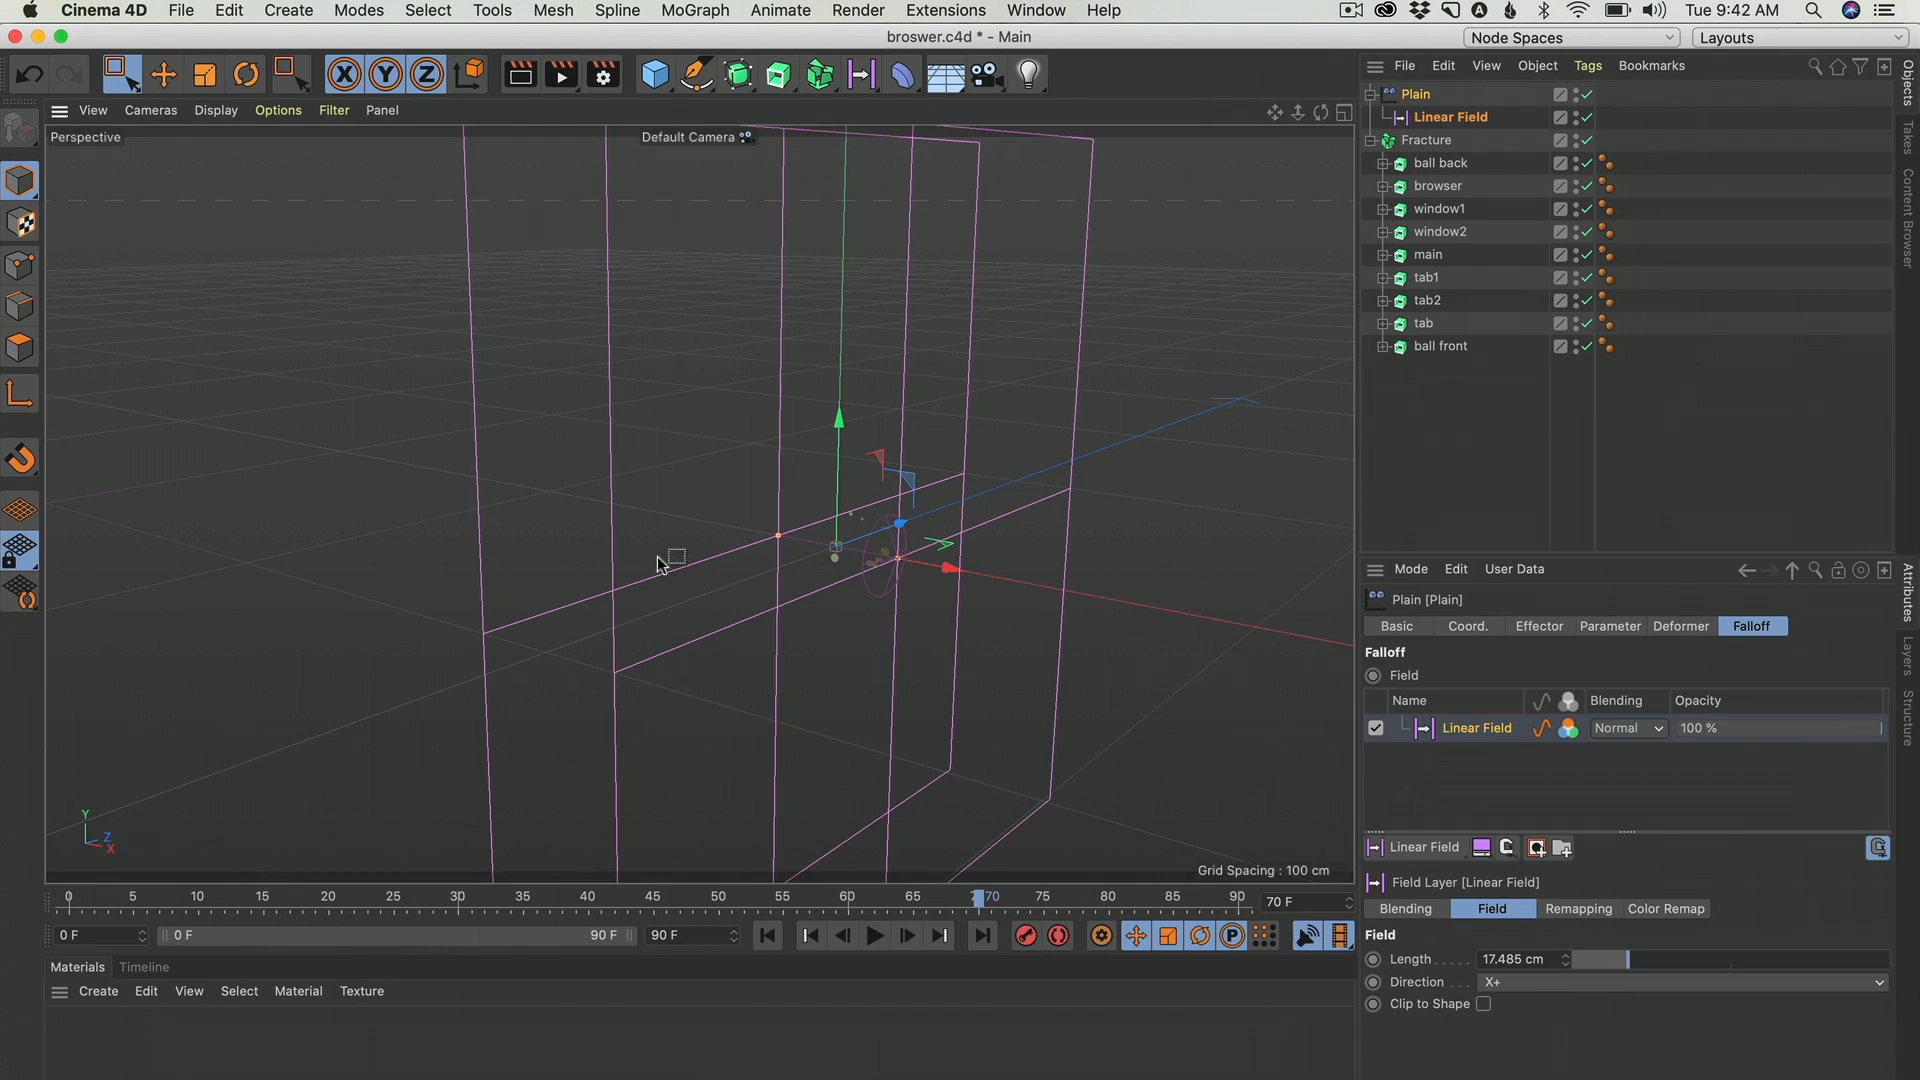 Cinema 4D File Edit Create Modes Select Tools Mesh Spline MoGraph Animate Render Extensions Window Help Tue 9:42 AM
broswer.c4d * - Main
Node Spaces Layouts
File Edit View Object Tags Bookmarks
View Cameras Display Options Filter Panel
Perspective
Default Camera
Plain
Linear Field
Fracture
ball back
browser
window1
window2
main
tab1
tab2
tab
ball front
Objects
Takes
Content Browser
Y
Z
X
Grid Spacing : 100 cm
Mode Edit User Data
Plain [Plain]
Basic Coord. Effector Parameter Deformer Falloff
Falloff
Field
Name Blending Opacity
Linear Field Normal 100 %
Linear Field
Field Layer [Linear Field]
Blending Field Remapping Color Remap
Field
Length 17.485 cm
Direction X+
Clip to Shape
Attributes
Layers
Structure
0 5 10 15 20 25 30 35 40 45 50 55 60 65 70 75 80 85 90 70 F
0 F 0 F 90 F 90 F
Materials Timeline
Create Edit View Select Material Texture